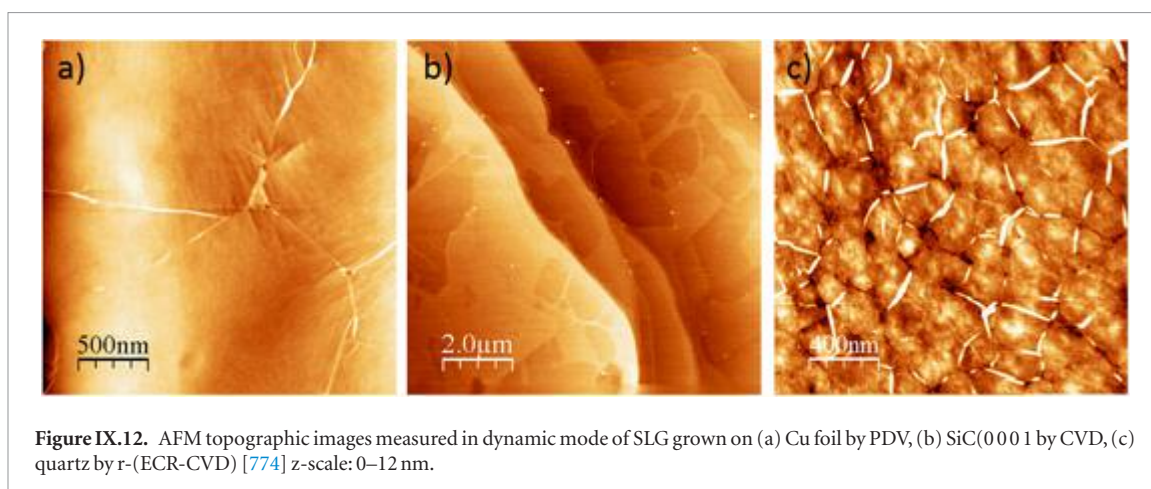 a)
b)
c)
500nm
2.0μm
400nm
Figure IX.12. AFM topographic images measured in dynamic mode of SLG grown on (a) Cu foil by PDV, (b) SiC(0 0 0 1 by CVD, (c)
quartz by r-(ECR-CVD) [774] z-scale: 0–12 nm.